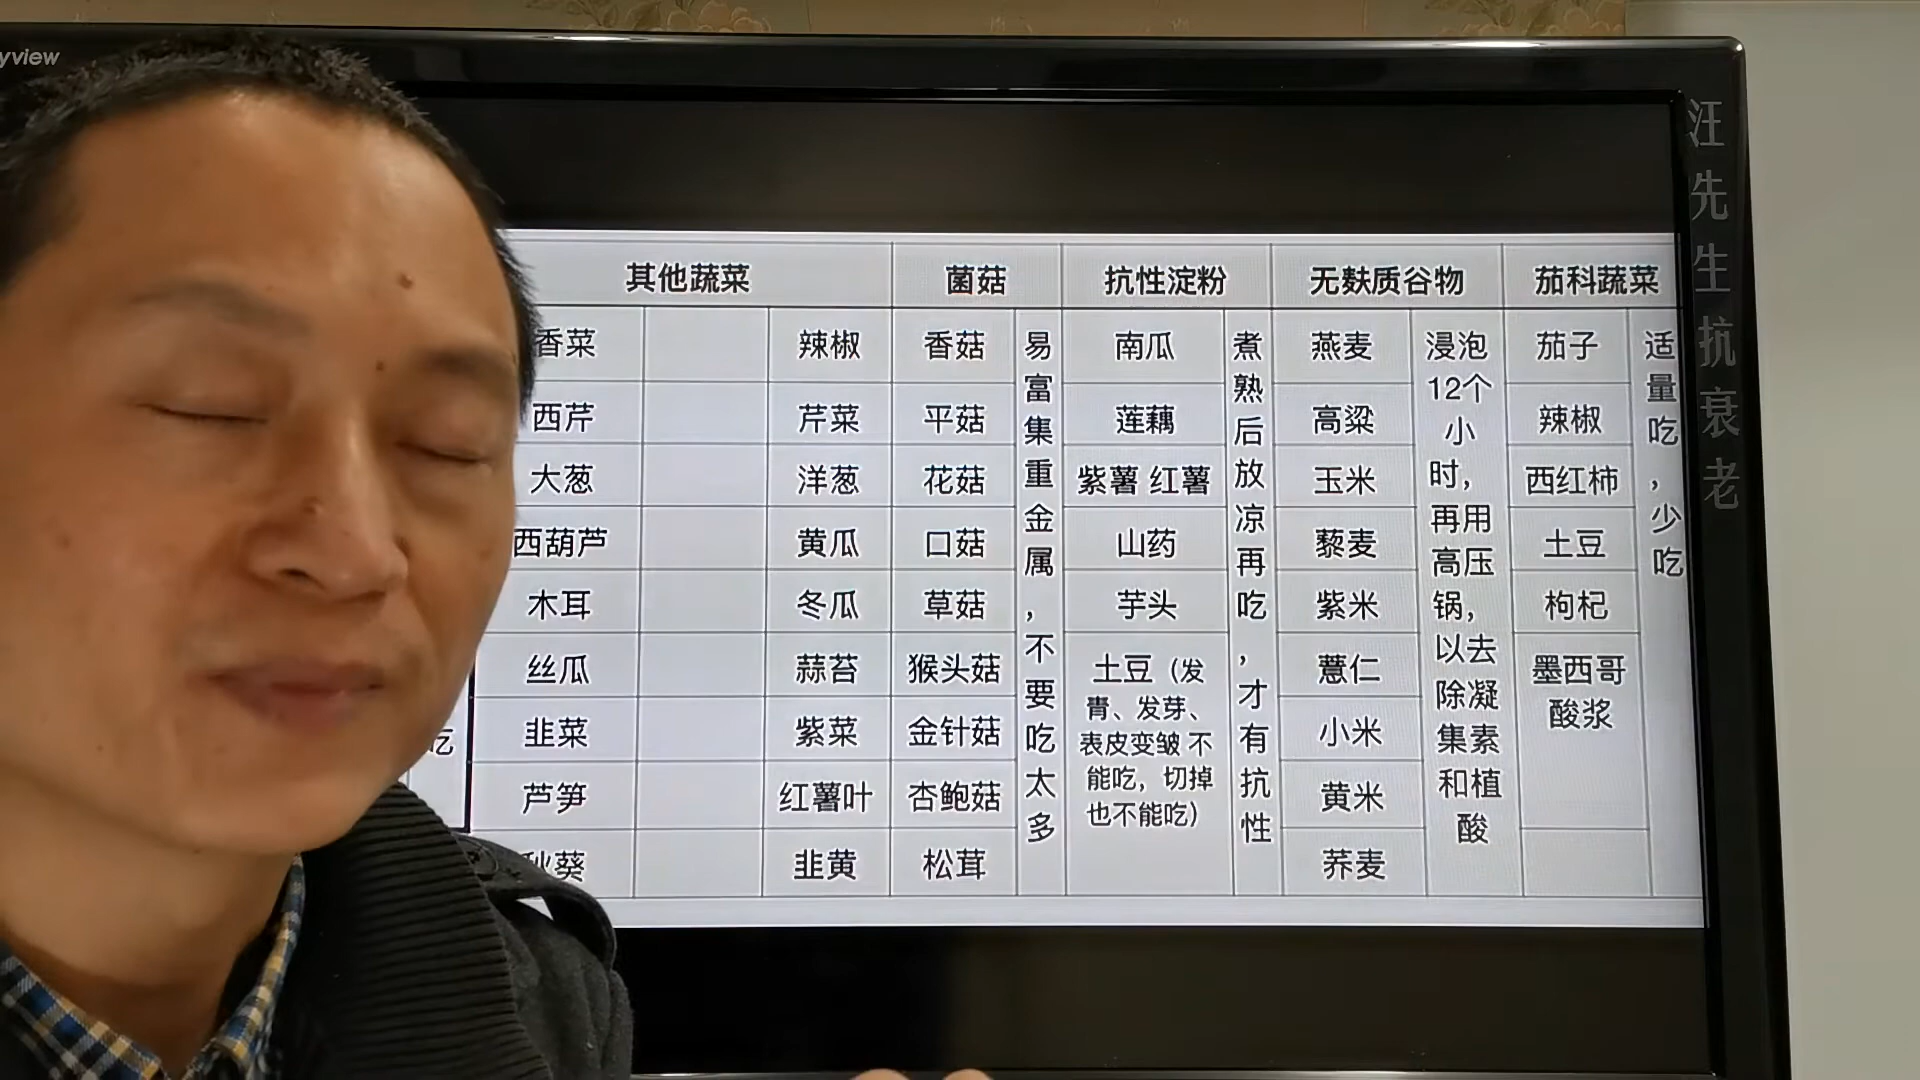 yview
汪先生抗衰老
其他蔬菜 菌菇 抗性淀粉 无麸质谷物 茄科蔬菜
香菜 辣椒 香菇 南瓜 燕麦 茄子
西芹 芹菜 平菇 莲藕 高粱 辣椒
大葱 洋葱 花菇 紫薯 红薯 玉米 西红柿
西葫芦 黄瓜 口菇 山药 藜麦 土豆
木耳 冬瓜 草菇 芋头 紫米 枸杞
丝瓜 蒜苔 猴头菇 薏仁
韭菜 紫菜 金针菇 小米
芦笋 红薯叶 杏鲍菇 黄米
秋葵 韭黄 松茸 荞麦
吃
易富集重金属，不要吃太多
土豆（发
青、发芽、
表皮变皱 不
能吃，切掉
也不能吃）
煮熟后放凉再吃，才有抗性
浸泡
12个
小
时，
再用
高压
锅，
以去
除凝
集素
和植
酸
墨西哥
酸浆
适量吃，少吃